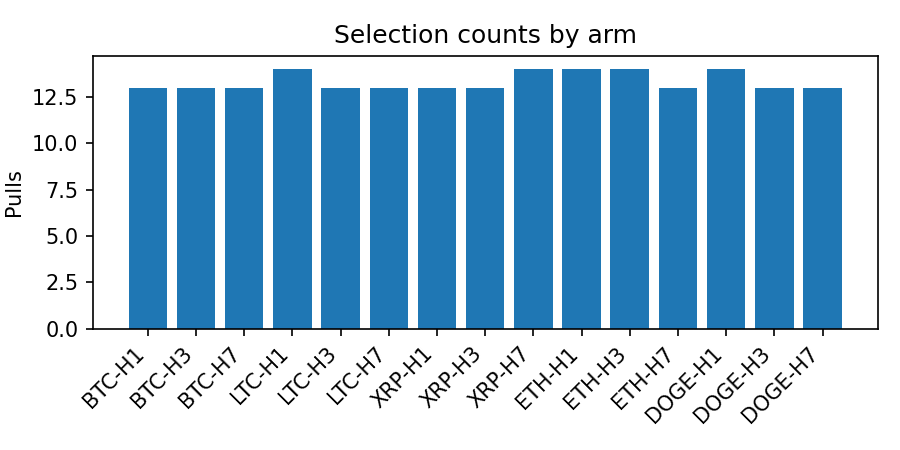 Selection counts by arm
Pulls
12.5
10.0
7.5
5.0
2.5
0.0
BTC-H1
BTC-H3
BTC-H7
LTC-H1
LTC-H3
LTC-H7
XRP-H1
XRP-H3
XRP-H7
ETH-H1
ETH-H3
ETH-H7
DOGE-H1
DOGE-H3
DOGE-H7